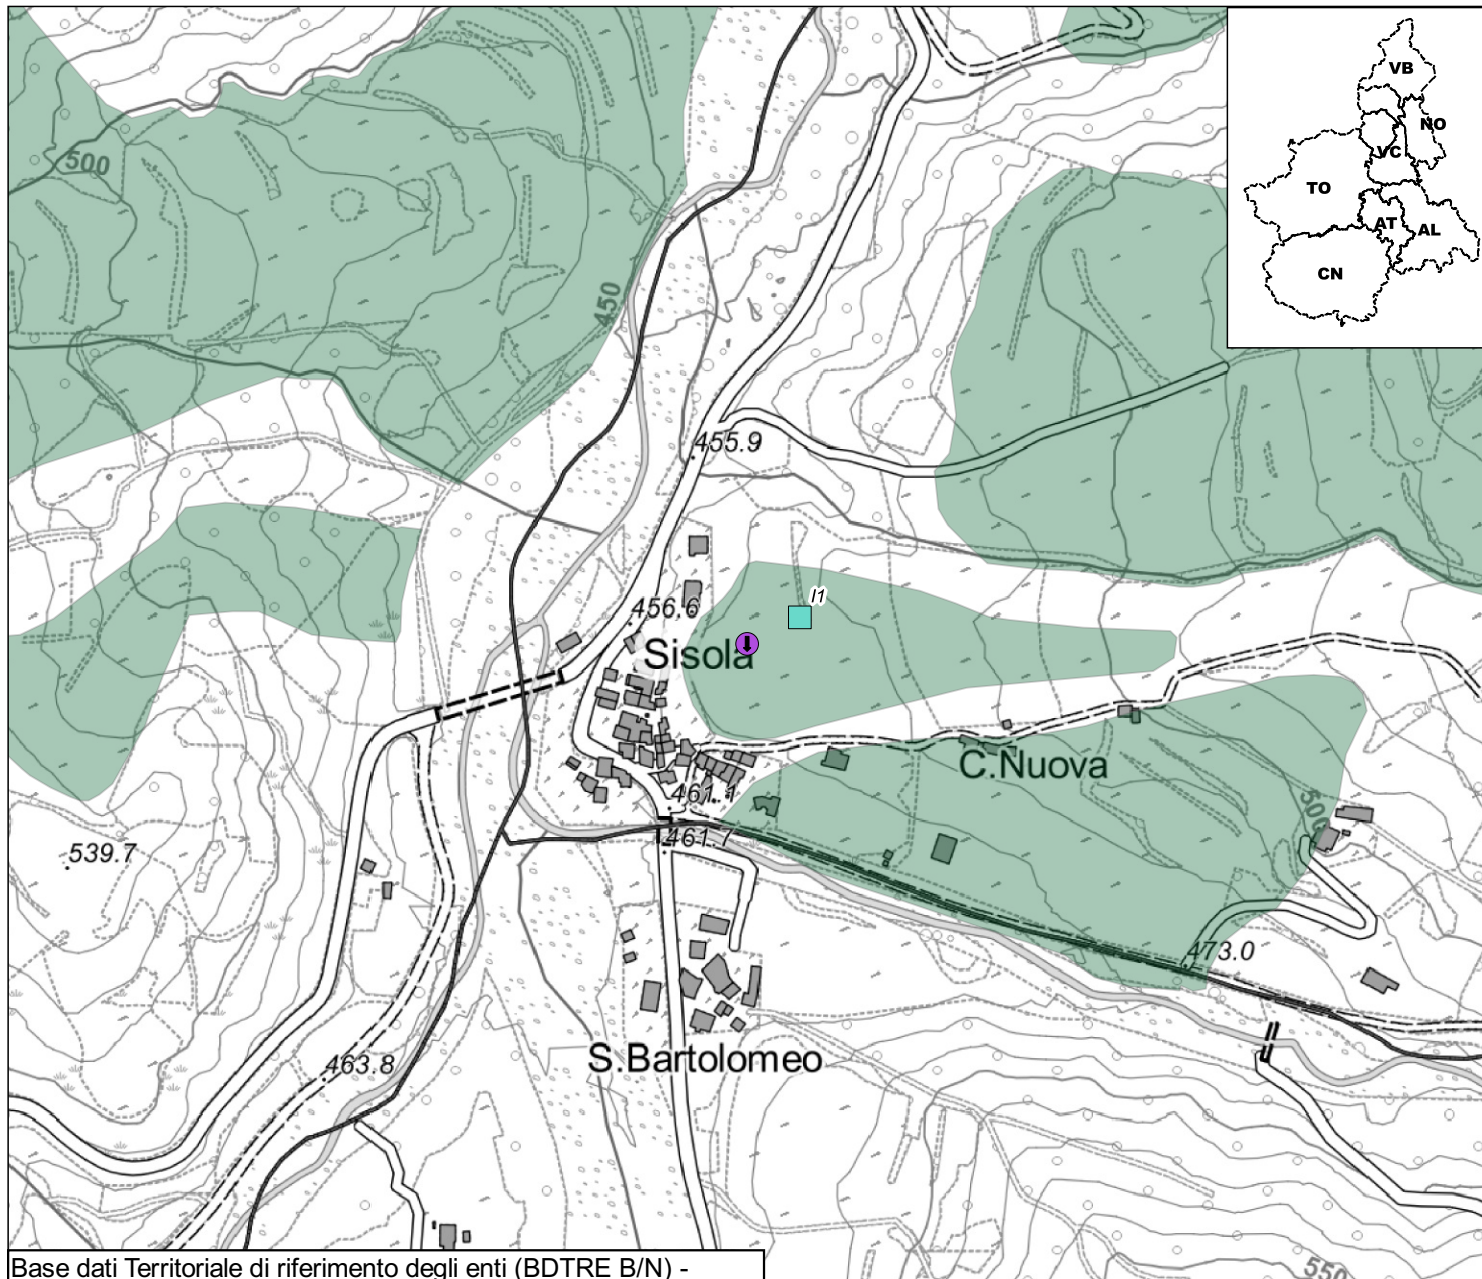 VB
NO
VC
TO
AT
AL
CN
500
450
455.9
I1
456.6
Sisola
C.Nuova
461.1
500
461.7
539.7
473.0
S.Bartolomeo
463.8
Base dati Territoriale di riferimento degli enti (BDTRE B/N) -
550